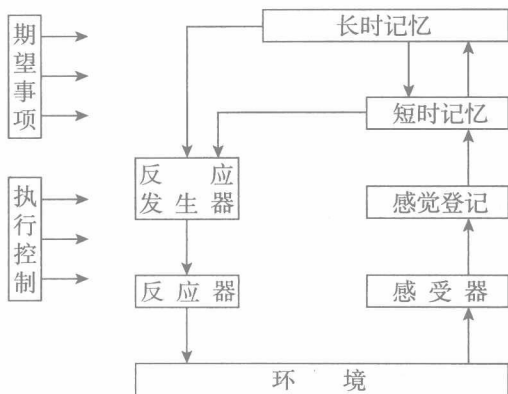 期望事项
执行控制
长时记忆
短时记忆
反应
发生器
感觉登记
反应器
感受器
环境